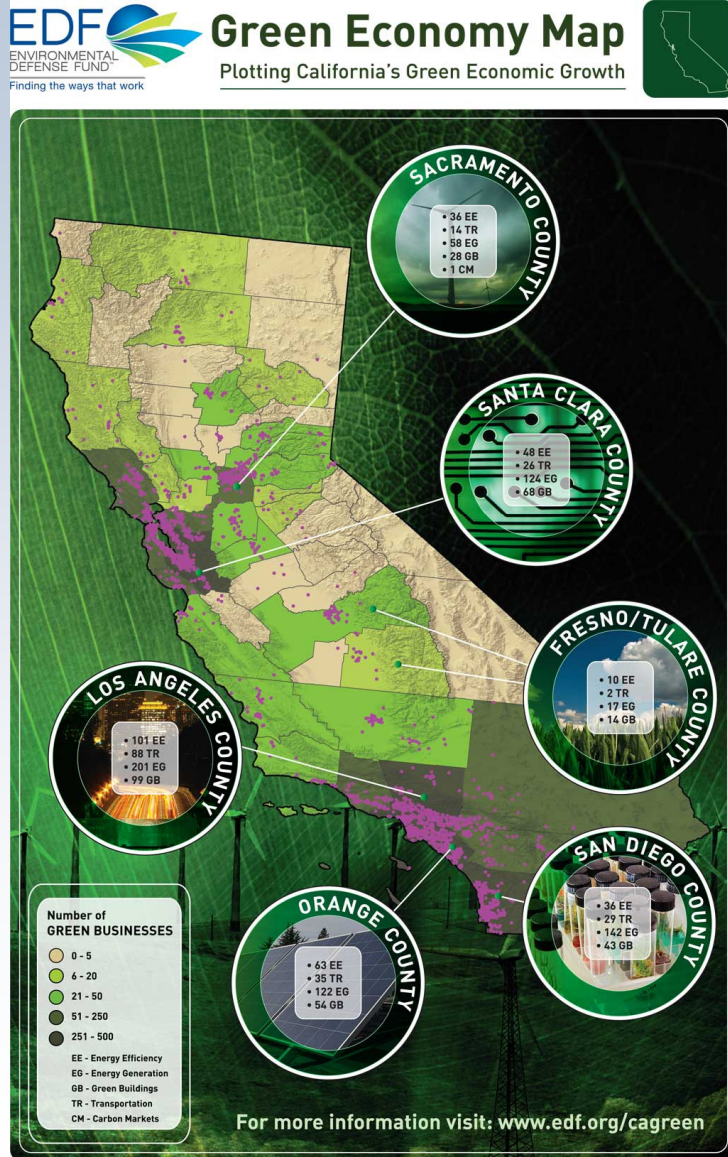 EDF
ENVIRONMENTAL
DEFENSE FUND™
Finding the ways that work
Green Economy Map
Plotting California's Green Economic Growth
SACRAMENTO COUNTY
• 36 EE
• 14 TR
• 58 EG
• 28 GB
• 1 CM
SANTA CLARA COUNTY
• 48 EE
• 26 TR
• 124 EG
• 68 GB
FRESNO/TULARE COUNTY
• 10 EE
• 2 TR
• 17 EG
• 14 GB
LOS ANGELES COUNTY
• 101 EE
• 88 TR
• 201 EG
• 99 GB
SAN DIEGO COUNTY
• 36 EE
• 29 TR
• 142 EG
• 43 GB
ORANGE COUNTY
• 63 EE
• 35 TR
• 122 EG
• 54 GB
Number of
GREEN BUSINESSES
0 - 5
6 - 20
21 - 50
51 - 250
251 - 500
EE - Energy Efficiency
EG - Energy Generation
GB - Green Buildings
TR - Transportation
CM - Carbon Markets
For more information visit: www.edf.org/cagreen